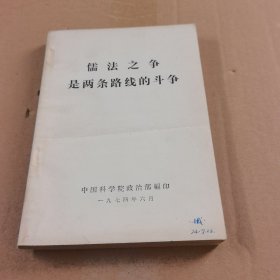 儒法之争
是两条路线的斗争
中国科学院政治部编印
一九七四年六月